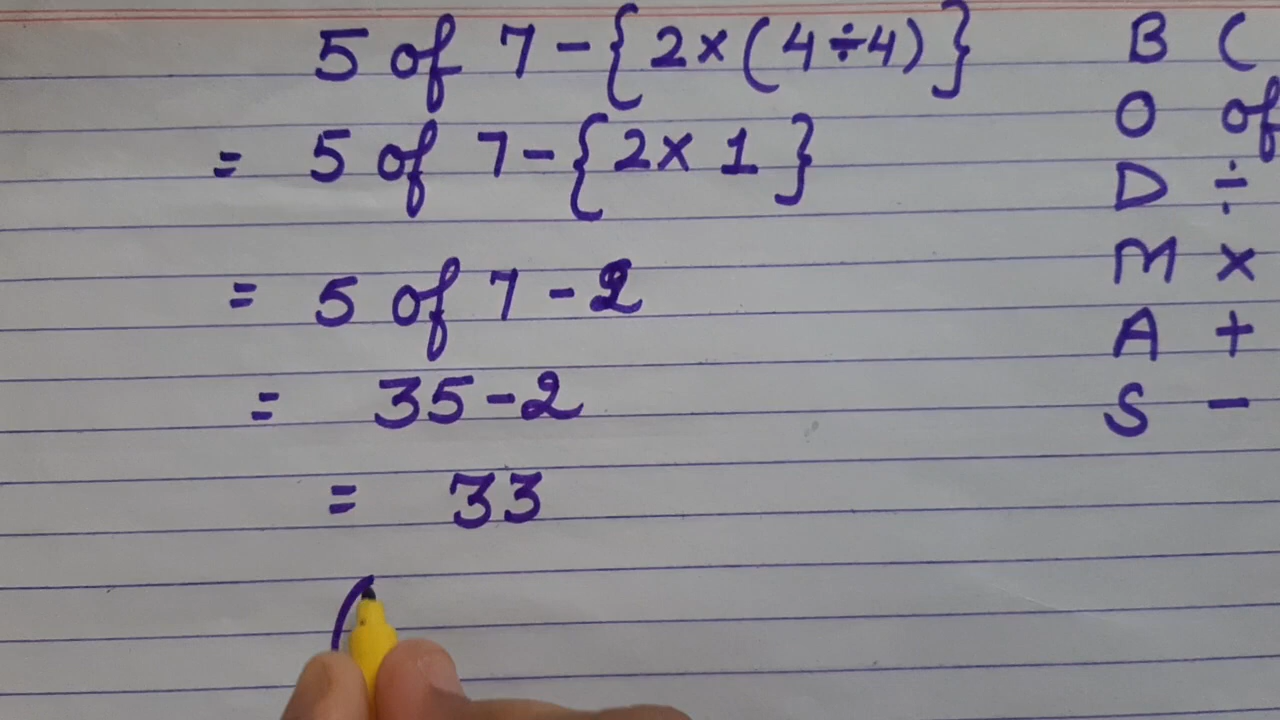 5 of 7 - { 2 × ( 4 ÷ 4 ) }
= 5 of 7 - { 2 × 1 }
= 5 of 7 - 2
= 35 - 2
= 33
(
B (
O of
D ÷
M ×
A +
S -